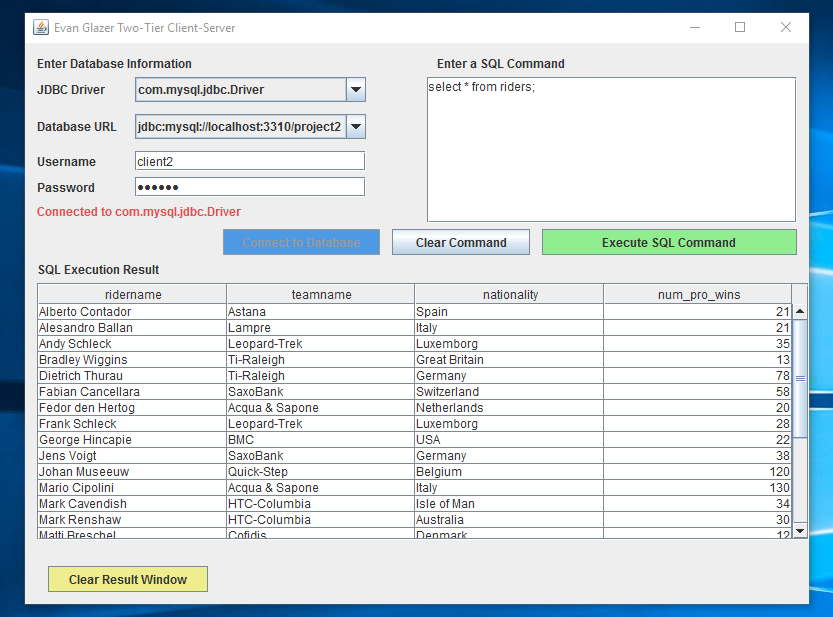 Evan Glazer Two-Tier Client-Server
Enter Database Information
Enter a SQL Command
JDBC Driver com.mysql.jdbc.Driver
select * from riders;
Database URL jdbc:mysql://localhost:3310/project2
Username client2
Password ••••••
Connected to com.mysql.jdbc.Driver
Connect to Database Clear Command Execute SQL Command
SQL Execution Result
ridername teamname nationality num_pro_wins
Alberto Contador Astana Spain 21
Alesandro Ballan Lampre Italy 21
Andy Schleck Leopard-Trek Luxemborg 35
Bradley Wiggins Ti-Raleigh Great Britain 13
Dietrich Thurau Ti-Raleigh Germany 78
Fabian Cancellara SaxoBank Switzerland 58
Fedor den Hertog Acqua & Sapone Netherlands 20
Frank Schleck Leopard-Trek Luxemborg 28
George Hincapie BMC USA 22
Jens Voigt SaxoBank Germany 38
Johan Museeuw Quick-Step Belgium 120
Mario Cipolini Acqua & Sapone Italy 130
Mark Cavendish HTC-Columbia Isle of Man 34
Mark Renshaw HTC-Columbia Australia 30
Matti Breschel Cofidis Denmark 12
Clear Result Window